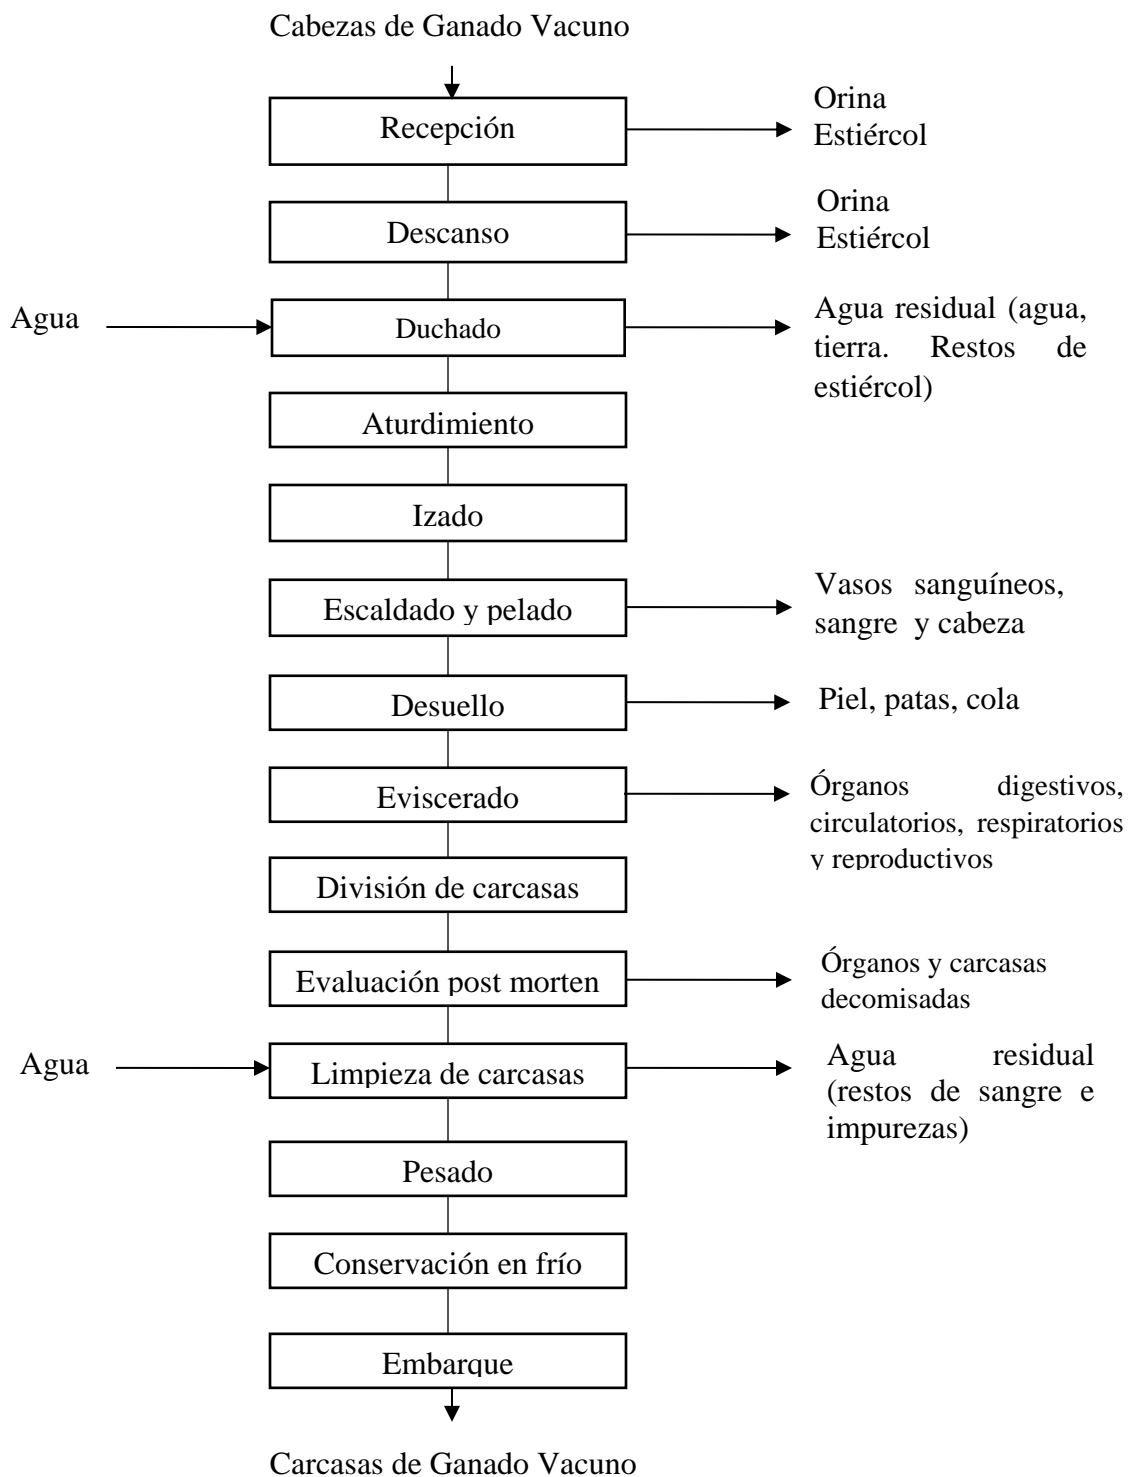 Cabezas de Ganado Vacuno
Recepción
Orina
Estiércol
Descanso
Orina
Estiércol
Agua
Duchado
Agua residual (agua,
tierra. Restos de
estiércol)
Aturdimiento
Izado
Escaldado y pelado
Vasos sanguíneos,
sangre y cabeza
Desuello
Piel, patas, cola
Eviscerado
Órganos digestivos,
circulatorios, respiratorios
y reproductivos
División de carcasas
Evaluación post morten
Órganos y carcasas
decomisadas
Agua
Limpieza de carcasas
Agua residual
(restos de sangre e
impurezas)
Pesado
Conservación en frío
Embarque
Carcasas de Ganado Vacuno